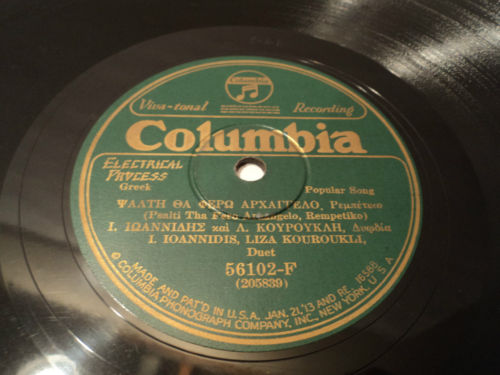 Viva-tonal Recording
Columbia
ELECTRICAL
PROCESS
Greek Popular Song
ΨΑΛΤΗ ΘΑ ΦΕΡΩ ΑΡΧΑΓΓΕΛΟ, Ρεμπέτικο
(Psalti Tha Fero Archangelo, Rempetiko)
Ι. ΙΩΑΝΝΙΔΗΣ καὶ Λ. ΚΟΥΡΟΥΚΛΗ, Δυῳδία
I. IOANNIDIS, LIZA KOUROUKLI,
Duet
56102-F
(205839)
MADE AND PAT'D IN U.S.A. JAN. 21, '13 AND RE. 16588
COLUMBIA PHONOGRAPH COMPANY, INC., NEW YORK, U.S.A